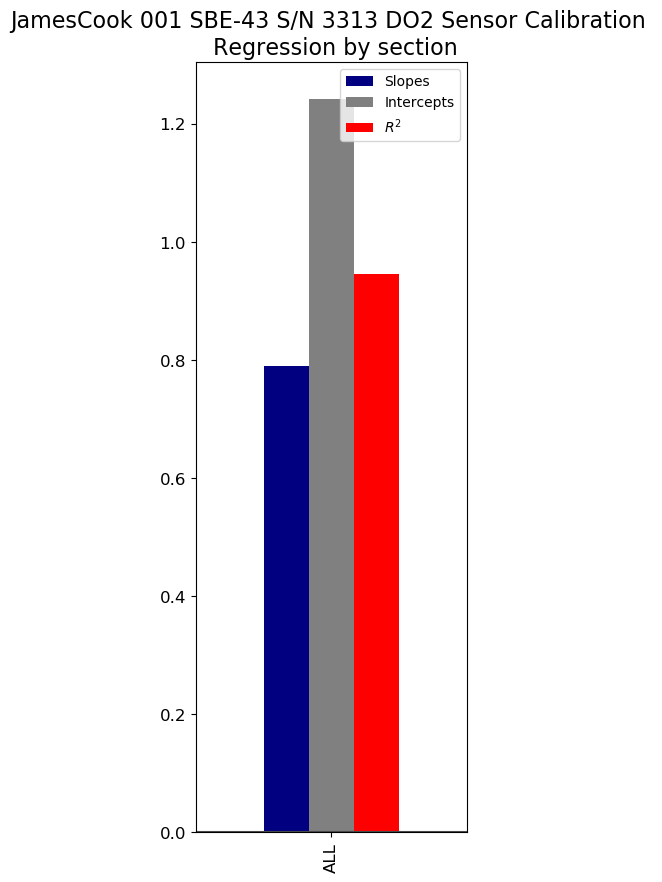 JamesCook 001 SBE-43 S/N 3313 DO2 Sensor Calibration
Regression by section
Slopes
Intercepts
R²
1.2
1.0
0.8
0.6
0.4
0.2
0.0
ALL